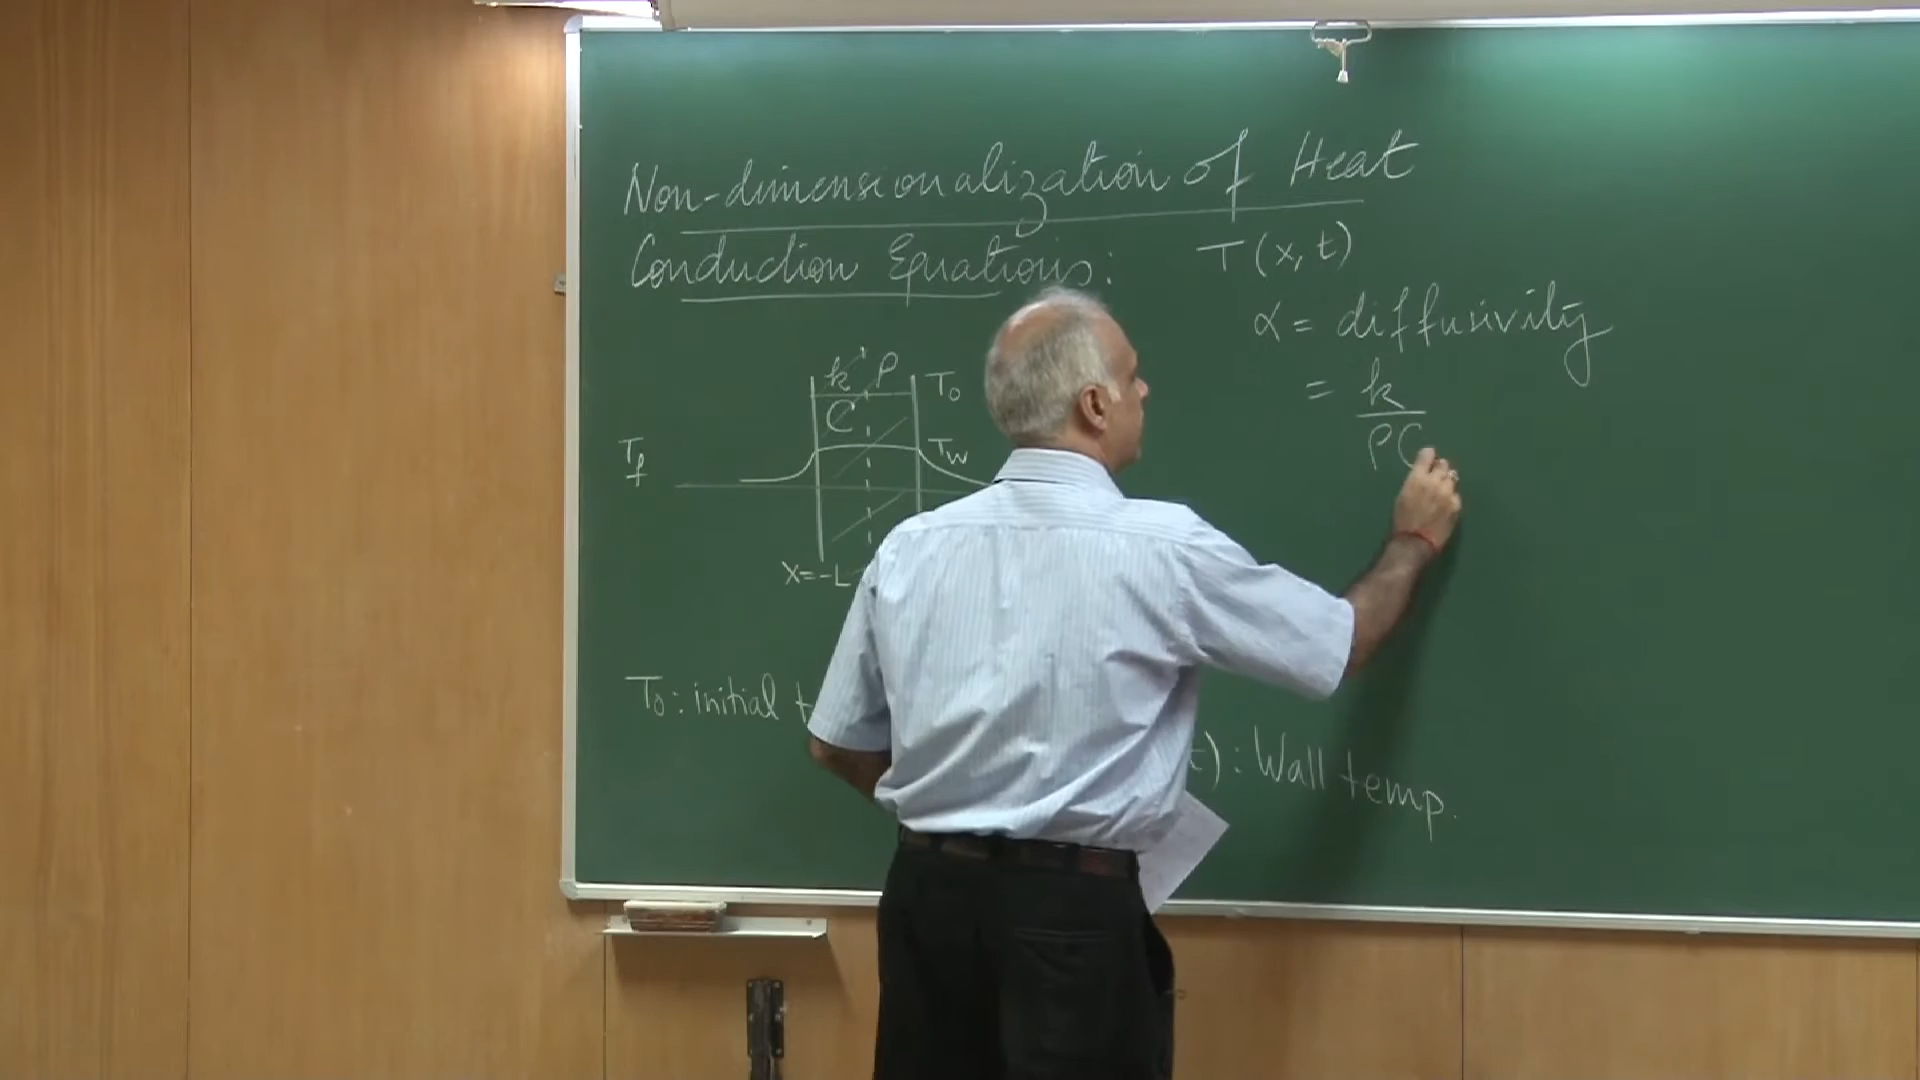 Non-dimensionalization of Heat
Conduction Equations:
T(x, t)
α = diffusivity
= k
ρC
k ρ
C
T₀
T_f
T_w
x=-L
T₀: initial
t): Wall temp.